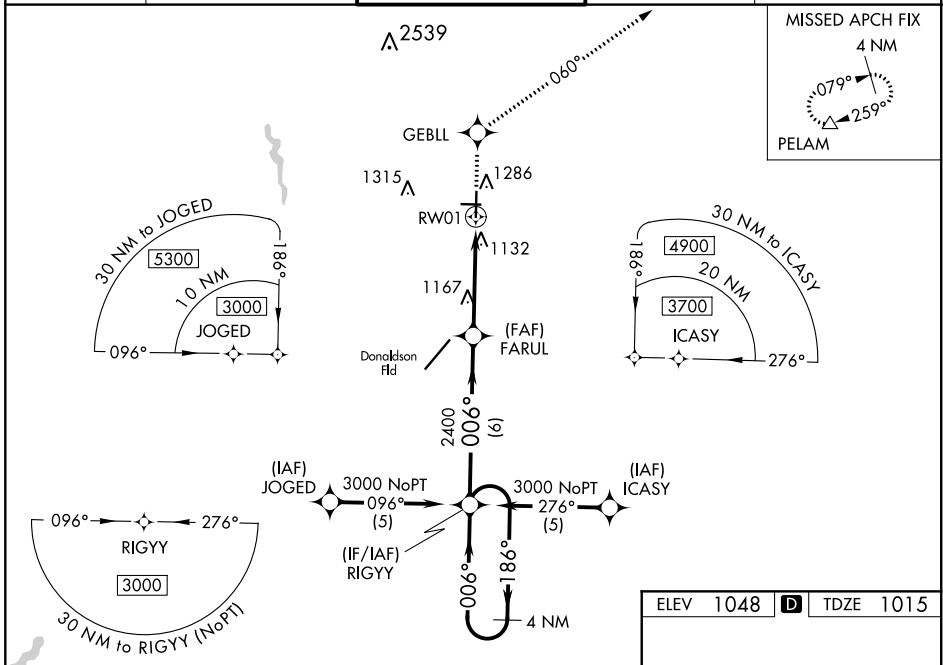 2539
MISSED APCH FIX
4 NM
079°
259°
PELAM
060°
GEBLL
1315
1286
RW01
1132
1167
(FAF)
FARUL
Donaldson
Fld
30 NM to JOGED
5300
10 NM
3000
186°
JOGED
096°
30 NM to ICASY
4900
20 NM
3700
186°
ICASY
276°
2400
006°
(6)
(IAF)
JOGED
3000 NoPT
096°
(5)
3000 NoPT
276°
(5)
(IAF)
ICASY
(IF/IAF)
RIGYY
006°
186°
4 NM
096°
276°
RIGYY
3000
30 NM to RIGYY (NoPT)
ELEV 1048 D TDZE 1015